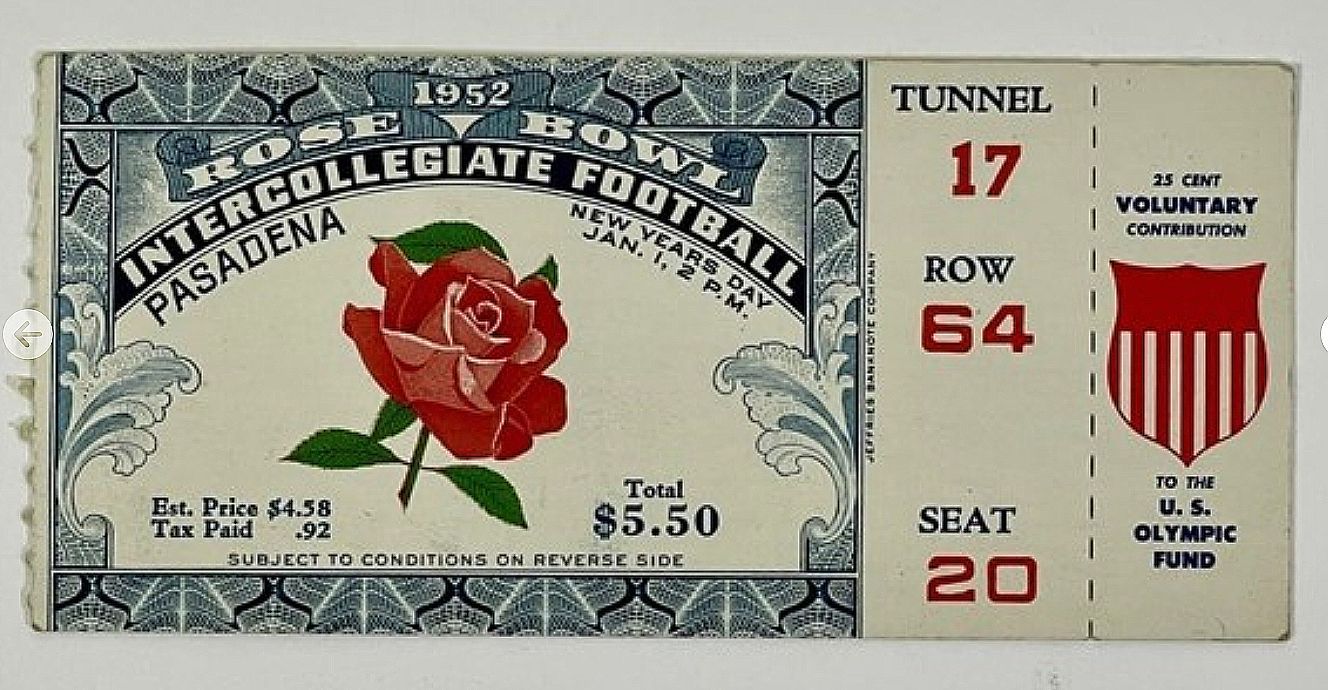 1952
ROSE BOWL
INTERCOLLEGIATE FOOTBALL
PASADENA
NEW YEARS DAY
JAN. 1, 2 P.M.
Est. Price $4.58
Tax Paid .92
Total
$5.50
SUBJECT TO CONDITIONS ON REVERSE SIDE
JEFFRIES BANKNOTE COMPANY
TUNNEL
17
ROW
64
SEAT
20
25 CENT
VOLUNTARY
CONTRIBUTION
TO THE
U. S.
OLYMPIC
FUND